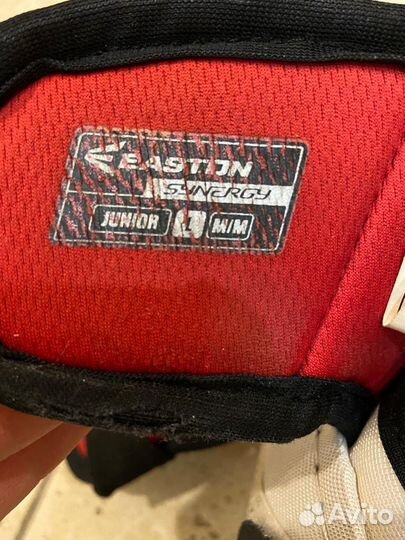 EASTON
SYNERGY
JUNIOR L M/M
Avito